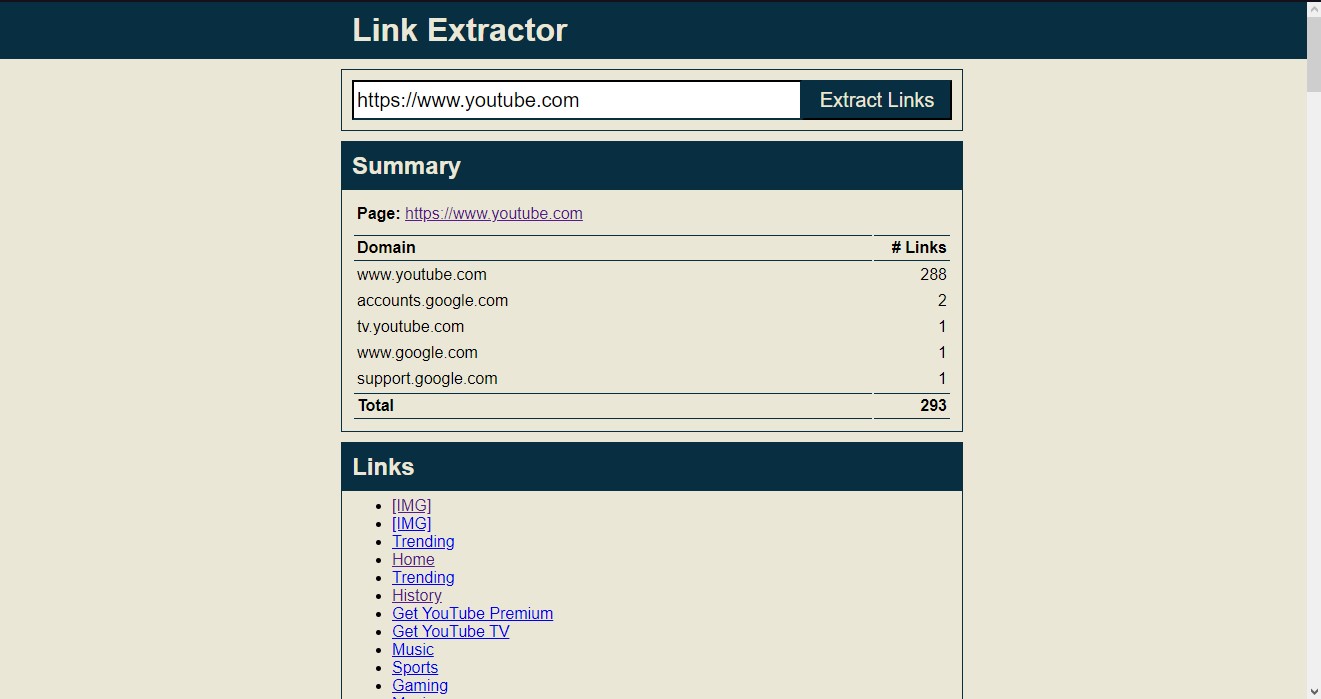 Link Extractor
https://www.youtube.com Extract Links
Summary
Page: https://www.youtube.com
Domain # Links
www.youtube.com 288
accounts.google.com 2
tv.youtube.com 1
www.google.com 1
support.google.com 1
Total 293
Links
[IMG]
[IMG]
Trending
Home
Trending
History
Get YouTube Premium
Get YouTube TV
Music
Sports
Gaming